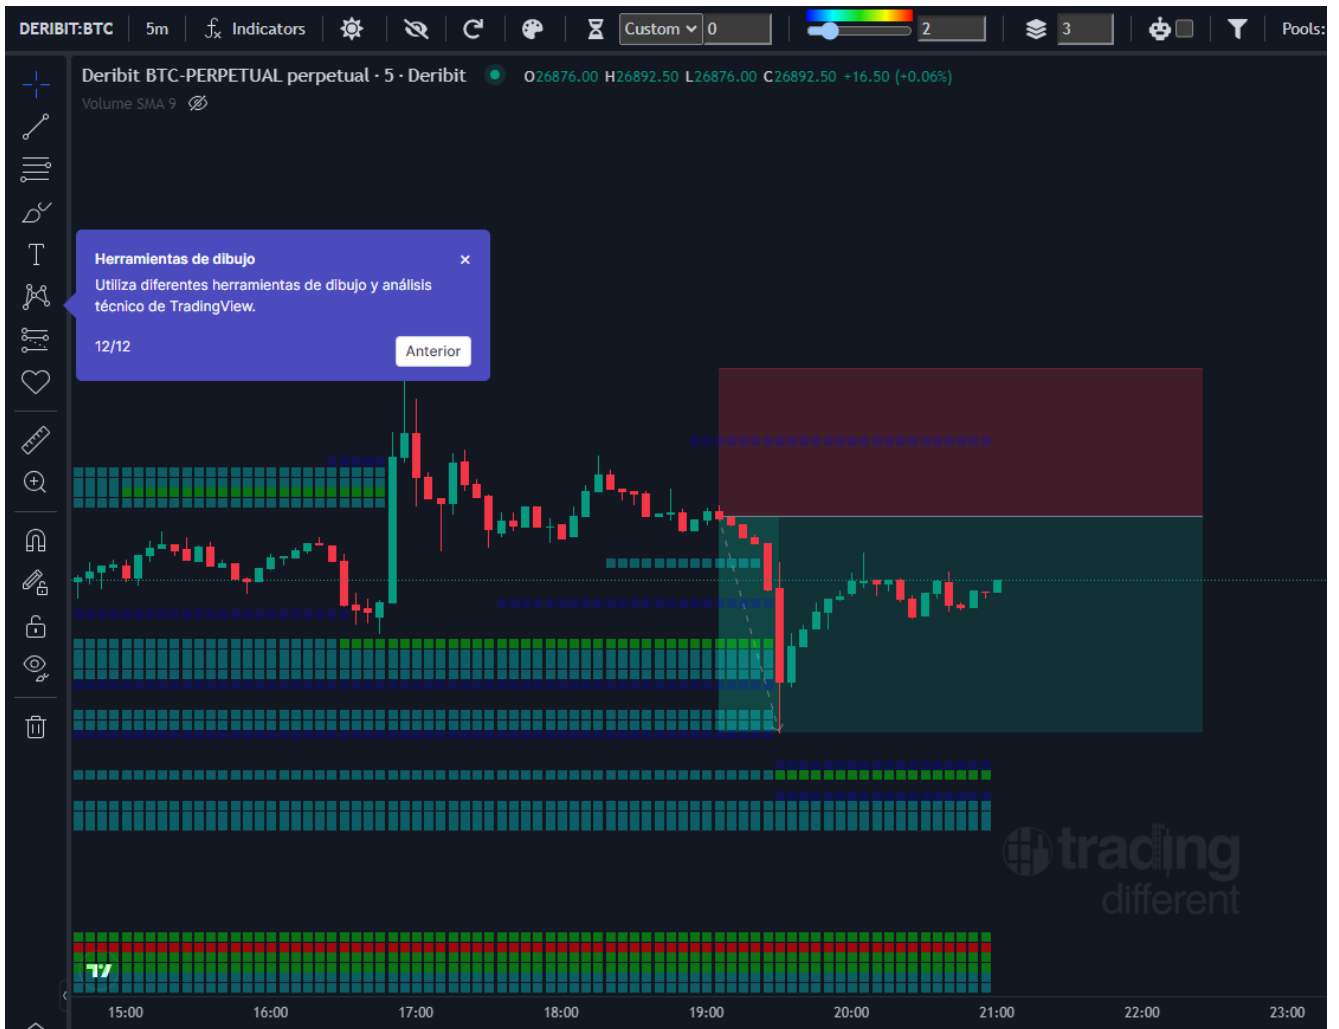 DERIBIT:BTC 5m fx Indicators Custom 0 2 3 Pools:
Deribit BTC-PERPETUAL perpetual · 5 · Deribit O26876.00 H26892.50 L26876.00 C26892.50 +16.50 (+0.06%)
Volume SMA 9
Herramientas de dibujo
Utiliza diferentes herramientas de dibujo y análisis
técnico de TradingView.
12/12
Anterior
trading
different
15:00 16:00 17:00 18:00 19:00 20:00 21:00 22:00 23:00